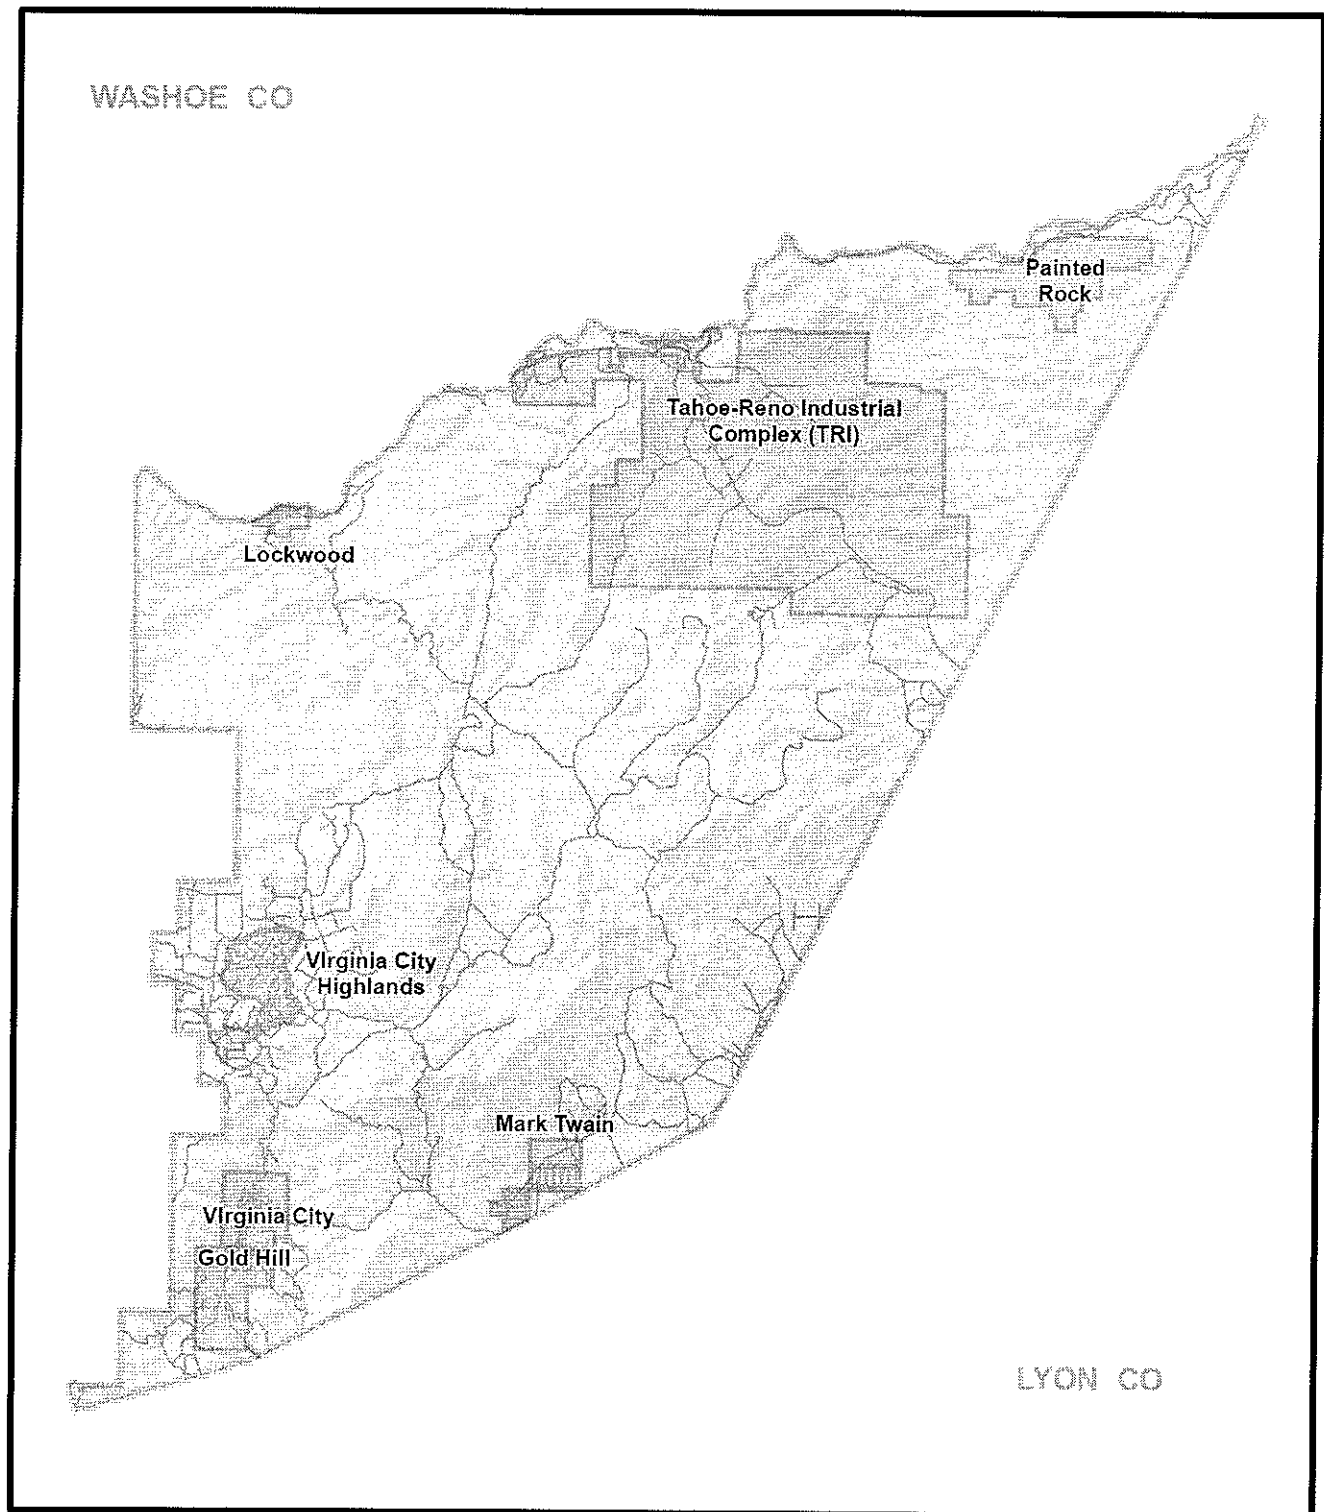 WASHOE CO
Painted
Rock
Tahoe-Reno Industrial
Complex (TRI)
Lockwood
Virginia City
Highlands
Mark Twain
Virginia City
Gold Hill
LYON CO